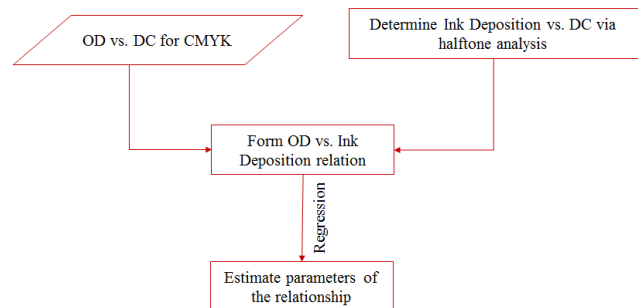 OD vs. DC for CMYK
Determine Ink Deposition vs. DC via
halftone analysis
Form OD vs. Ink
Deposition relation
Regression
Estimate parameters of
the relationship